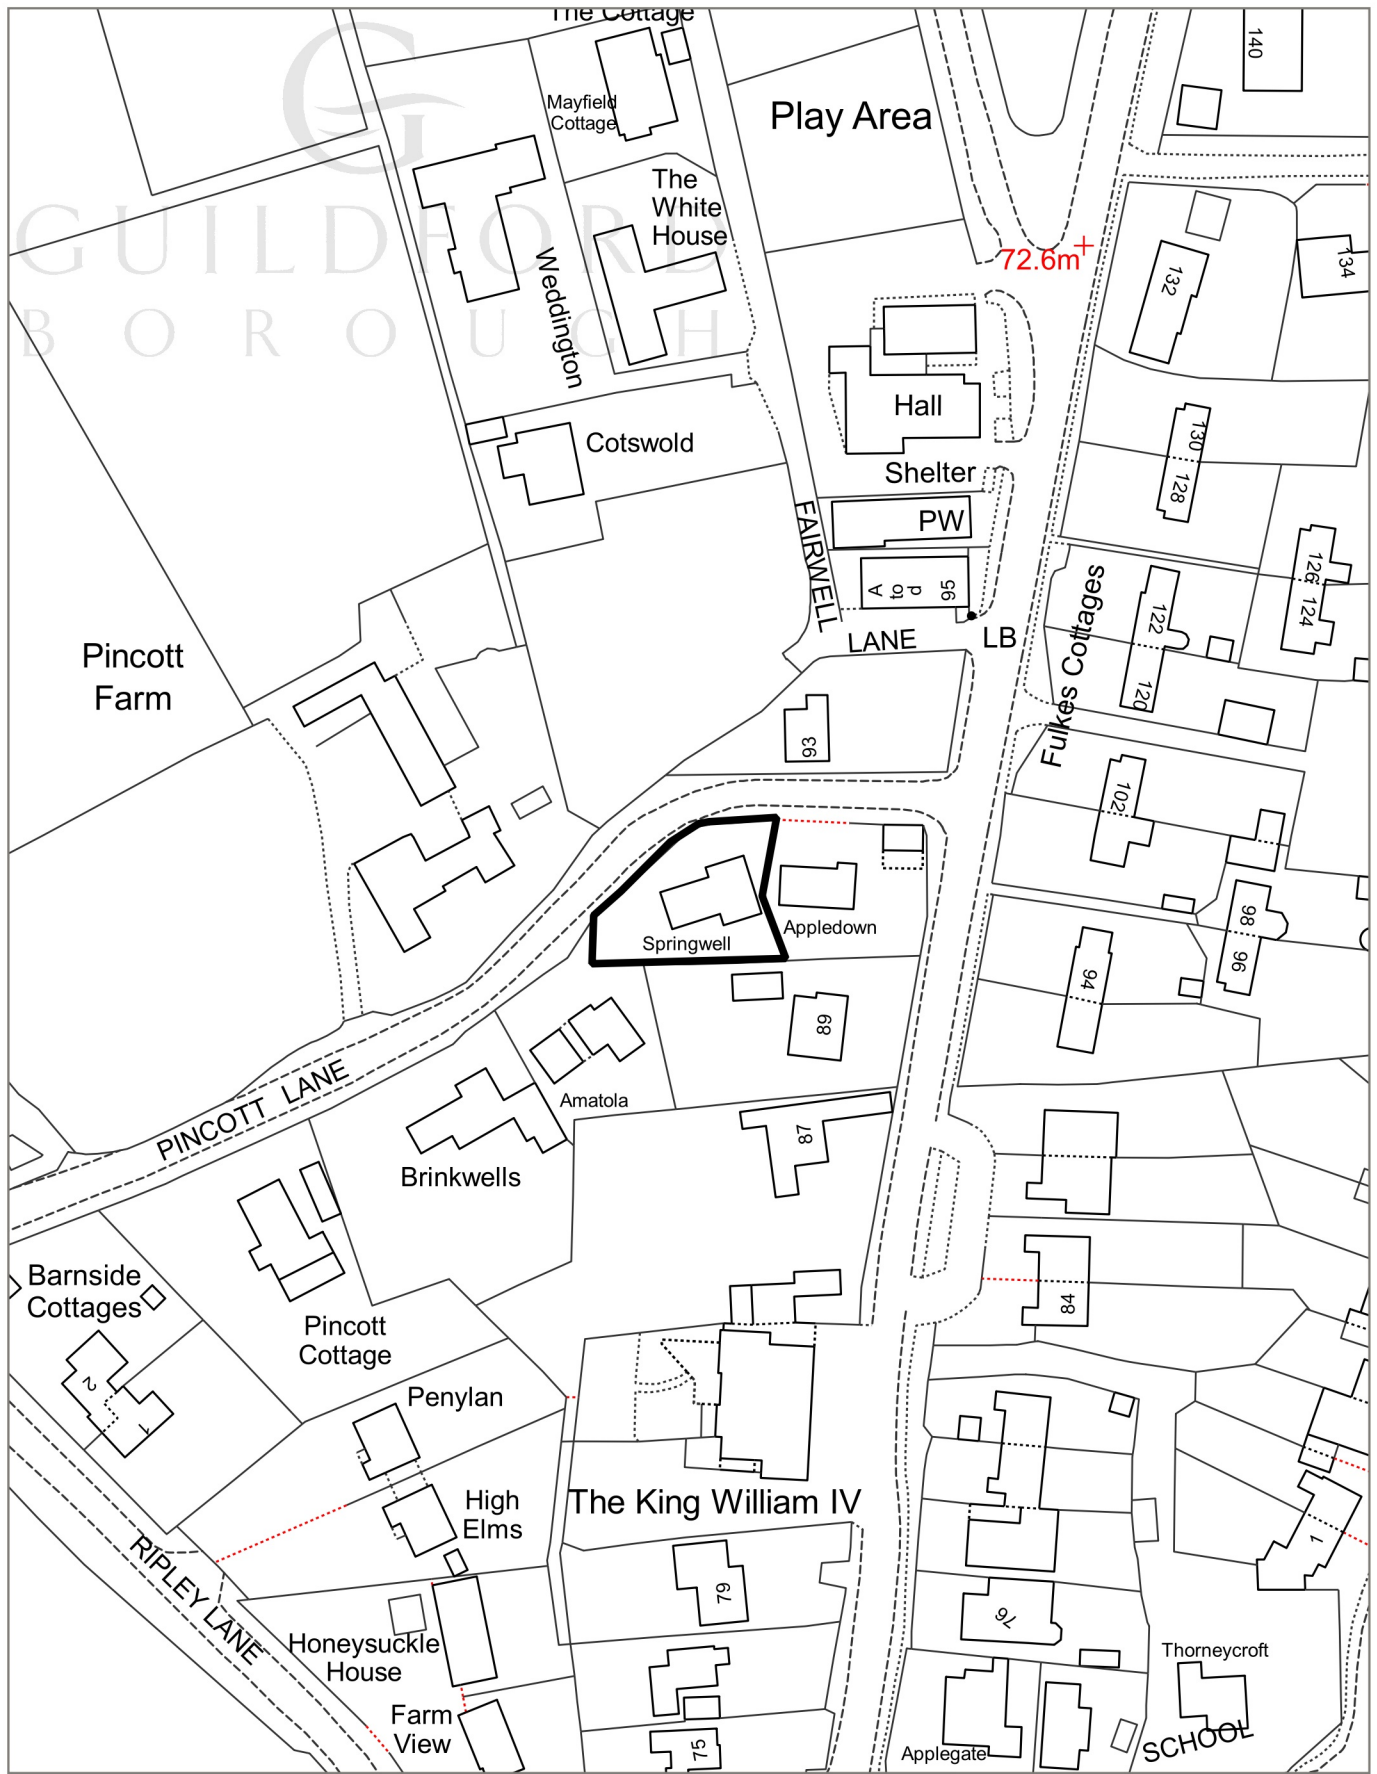 The Cottage
140
Mayfield
Cottage
Play Area
The
White
House
GUILDFORD
BOROUGH
72.6m
132
134
Weddington
Hall
130
128
Cotswold
Shelter
PW
FAIRWELL
LANE
A
to
d
95
LB
126
124
122
120
Fulkes Cottages
Pincott
Farm
93
102
98
96
Springwell
Appledown
94
89
PINCOTT LANE
Amatola
87
Brinkwells
Barnside
Cottages
Pincott
Cottage
84
2
1
Penylan
High
Elms
The King William IV
1
RIPLEY LANE
79
76
Honeysuckle
House
Thorneycroft
Farm
View
75
Applegate
SCHOOL